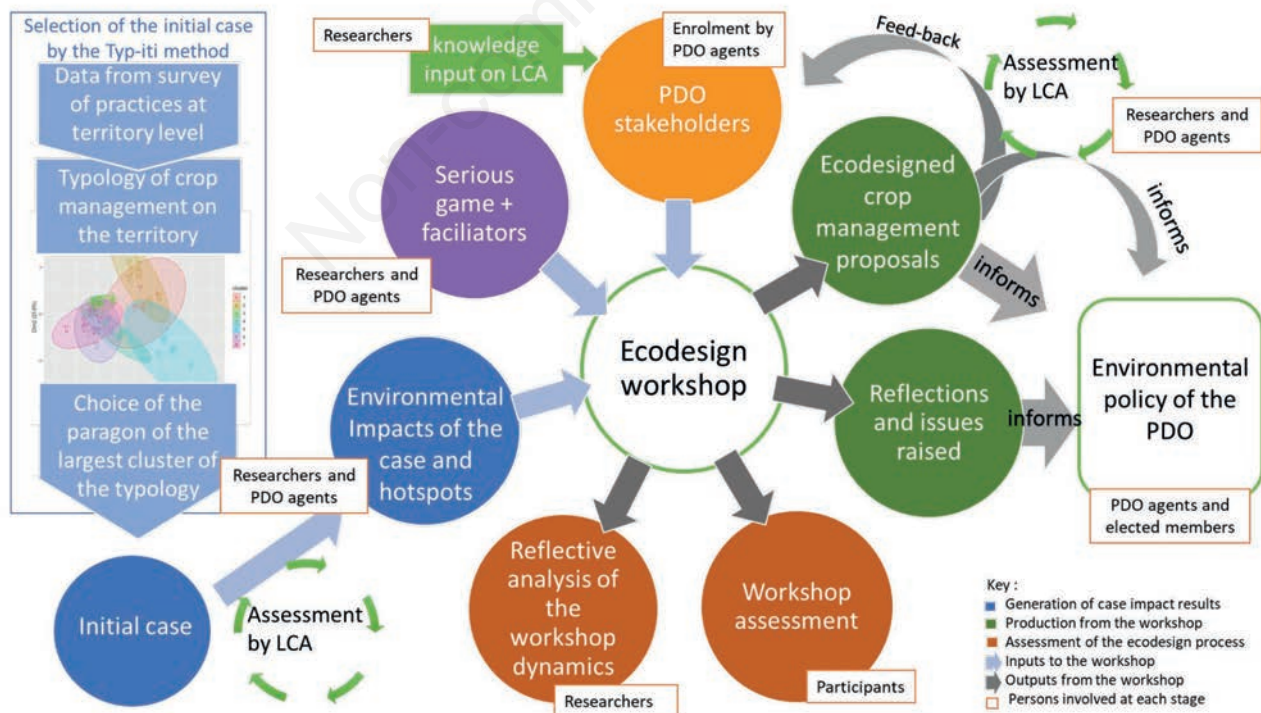 Selection of the initial case
by the Typ-iti method
Data from survey
of practices at
territory level
Typology of crop
management on
the territory
Choice of the
paragon of the
largest cluster of
the typology
Researchers
knowledge
input on LCA
Enrolment by
PDO agents
PDO
stakeholders
Feed-back
Assessment
by LCA
Researchers and
PDO agents
Serious
game +
faciliators
Researchers and
PDO agents
Ecodesigned
crop
management
proposals
informs
informs
Ecodesign
workshop
Environmental
Impacts of the
case and
hotspots
Researchers and
PDO agents
Reflections
and issues
raised
informs
Environmental
policy of the
PDO
PDO agents and
elected members
Initial case
Assessment
by LCA
Reflective
analysis of
the
workshop
dynamics
Researchers
Workshop
assessment
Participants
Key :
Generation of case impact results
Production from the workshop
Assessment of the ecodesign process
Inputs to the workshop
Outputs from the workshop
Persons involved at each stage